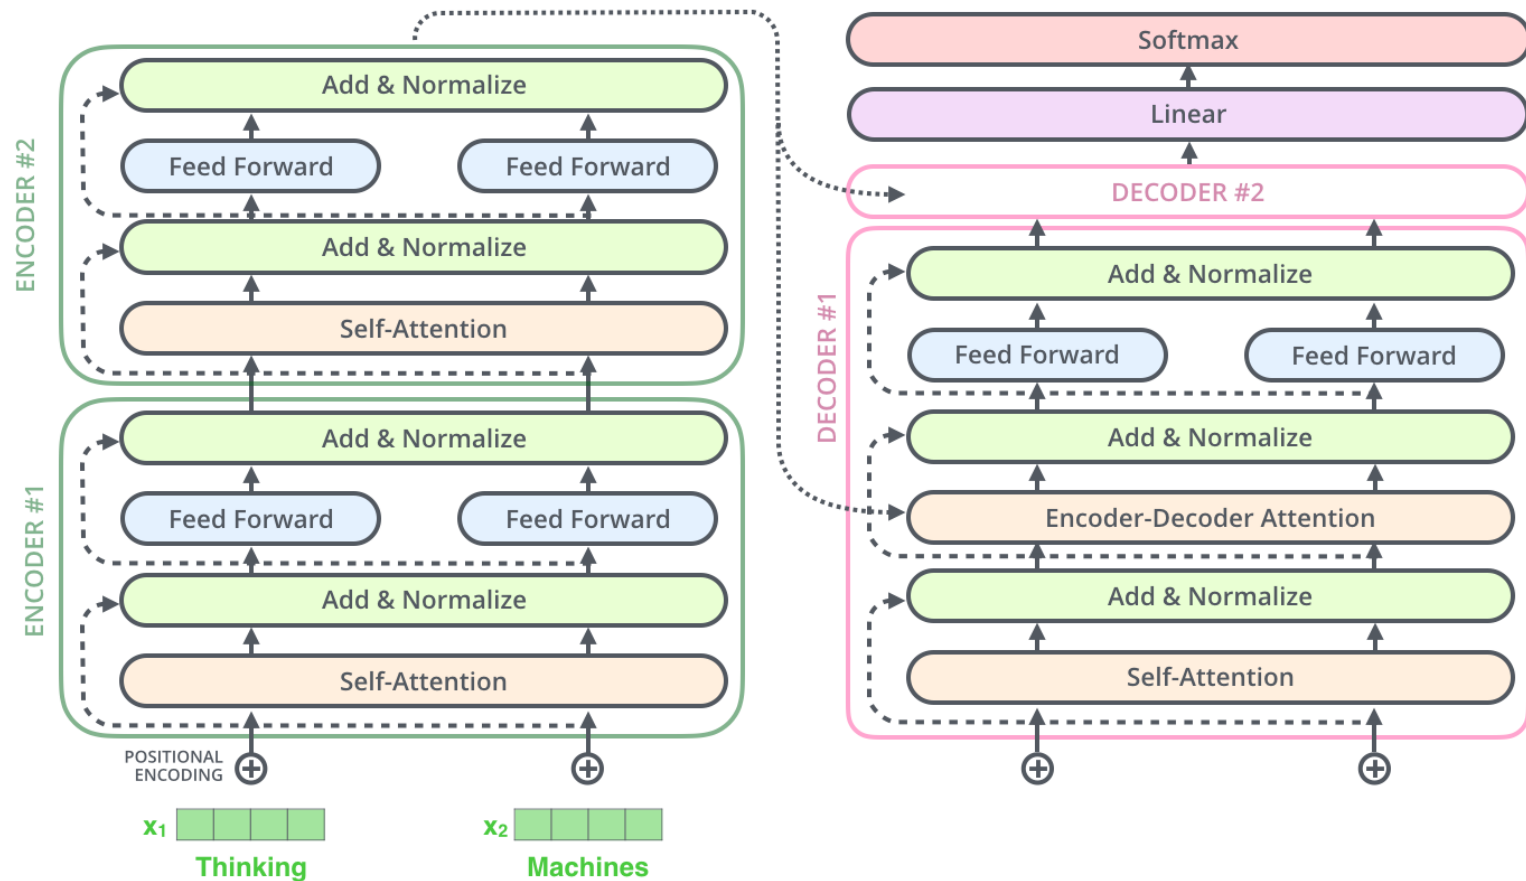 ENCODER #2
Add & Normalize
Feed Forward
Feed Forward
Add & Normalize
Self-Attention
ENCODER #1
Add & Normalize
Feed Forward
Feed Forward
Add & Normalize
Self-Attention
POSITIONAL
ENCODING
x1
x2
Thinking
Machines
Softmax
Linear
DECODER #2
DECODER #1
Add & Normalize
Feed Forward
Feed Forward
Add & Normalize
Encoder-Decoder Attention
Add & Normalize
Self-Attention